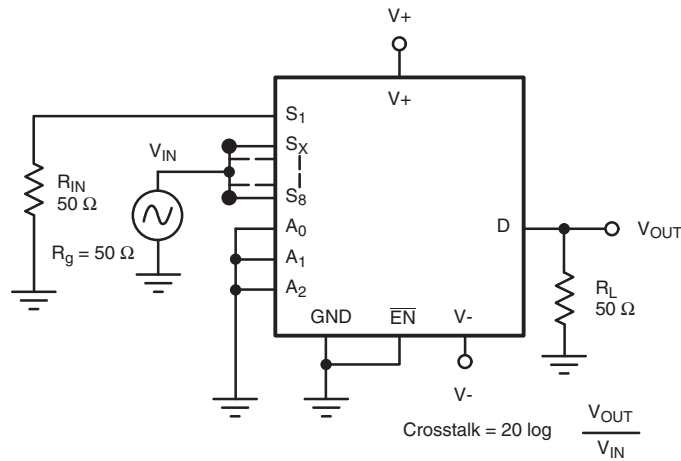 V+
V+
S1
VIN
SX
RIN
50 Ω
S8
A0
D
VOUT
Rg = 50 Ω
A1
A2
RL
50 Ω
GND
EN
V-
V-
Crosstalk = 20 log VOUT
VIN